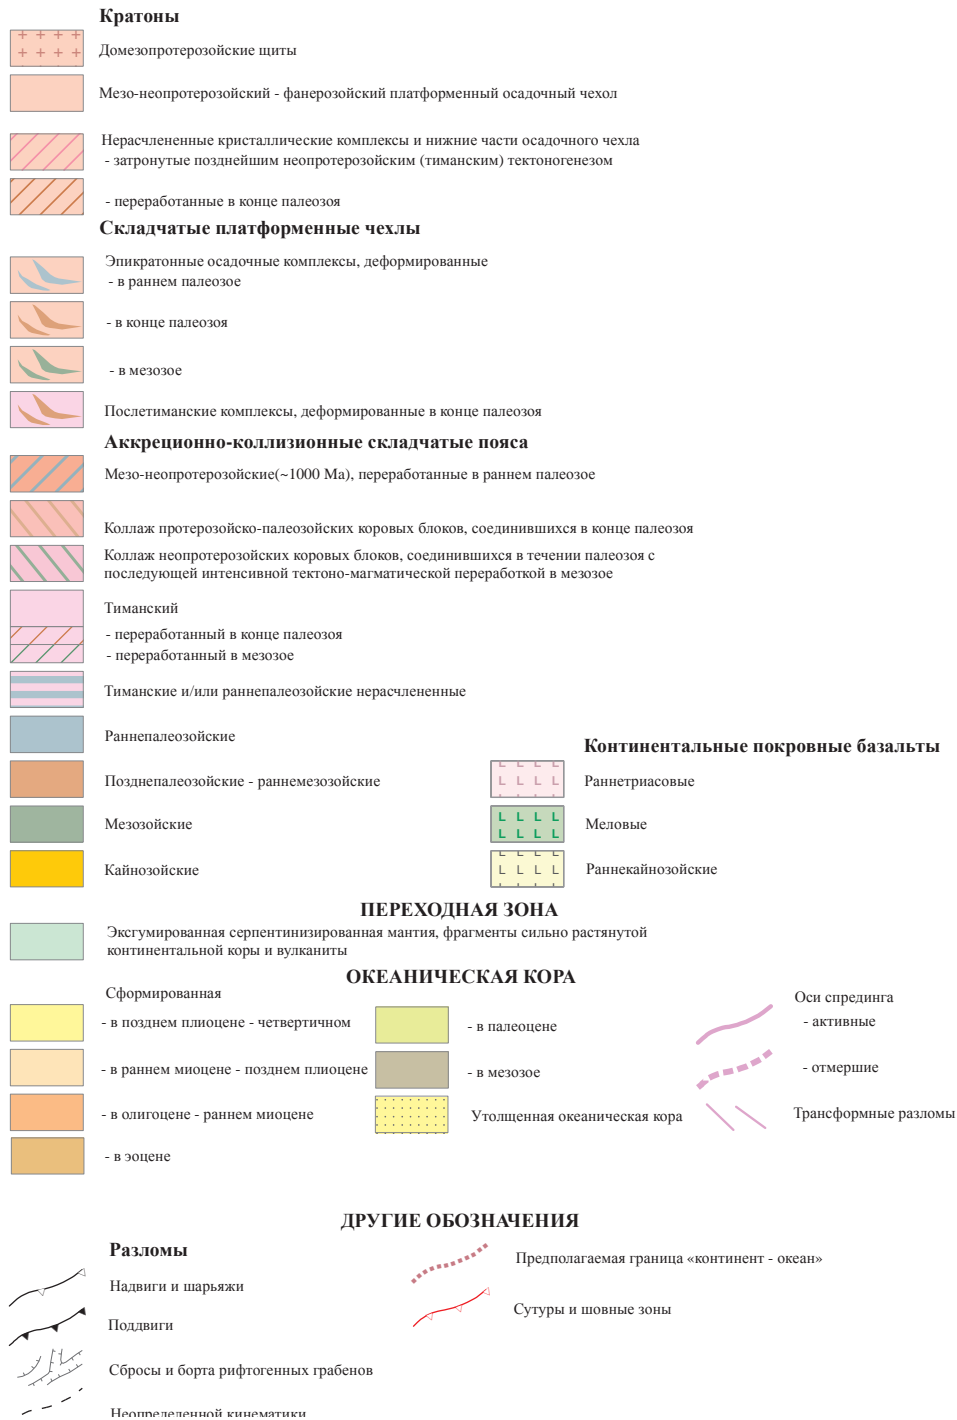 Кратоны
Домезопротерозойские щиты
Мезо-неопротерозойский - фанерозойский платформенный осадочный чехол
Нерасчлененные кристаллические комплексы и нижние части осадочного чехла
- затронутые позднейшим неопротерозойским (тиманским) тектоногенезом
- переработанные в конце палеозоя
Складчатые платформенные чехлы
Эпикратонные осадочные комплексы, деформированные
- в раннем палеозое
- в конце палеозоя
- в мезозое
Послетиманские комплексы, деформированные в конце палеозоя
Аккреционно-коллизионные складчатые пояса
Мезо-неопротерозойские(~1000 Ma), переработанные в раннем палеозое
Коллаж протерозойско-палеозойских коровых блоков, соединившихся в конце палеозоя
Коллаж неопротерозойских коровых блоков, соединившихся в течении палеозоя с
последующей интенсивной тектоно-магматической переработкой в мезозое
Тиманский
- переработанный в конце палеозоя
- переработанный в мезозое
Тиманские и/или раннепалеозойские нерасчлененные
Раннепалеозойские
Позднепалеозойские - раннемезозойские
Мезозойские
Кайнозойские
Континентальные покровные базальты
Раннетриасовые
Меловые
Раннекайнозойские
ПЕРЕХОДНАЯ ЗОНА
Эксгумированная серпентинизированная мантия, фрагменты сильно растянутой
континентальной коры и вулканиты
ОКЕАНИЧЕСКАЯ КОРА
Сформированная
- в позднем плиоцене - четвертичном
- в раннем миоцене - позднем плиоцене
- в олигоцене - раннем миоцене
- в эоцене
- в палеоцене
- в мезозое
Утолщенная океаническая кора
Оси спрединга
- активные
- отмершие
Трансформные разломы
ДРУГИЕ ОБОЗНАЧЕНИЯ
Разломы
Надвиги и шарьяжи
Поддвиги
Сбросы и борта рифтогенных грабенов
Неопределенной кинематики
Предполагаемая граница «континент - океан»
Сутуры и шовные зоны